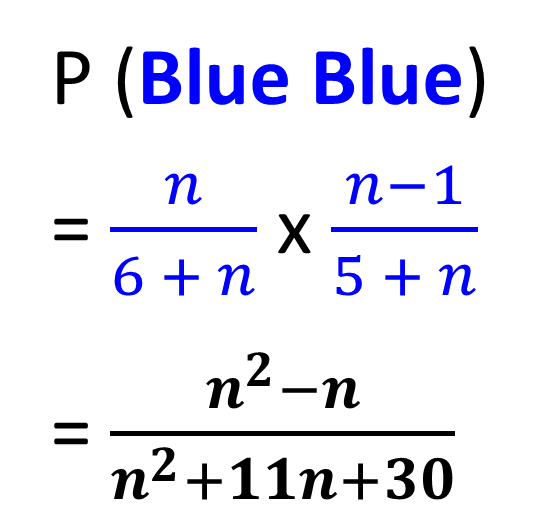 P (Blue Blue)
= n/(6 + n) x (n−1)/(5 + n)
= (n²−n)/(n²+11n+30)